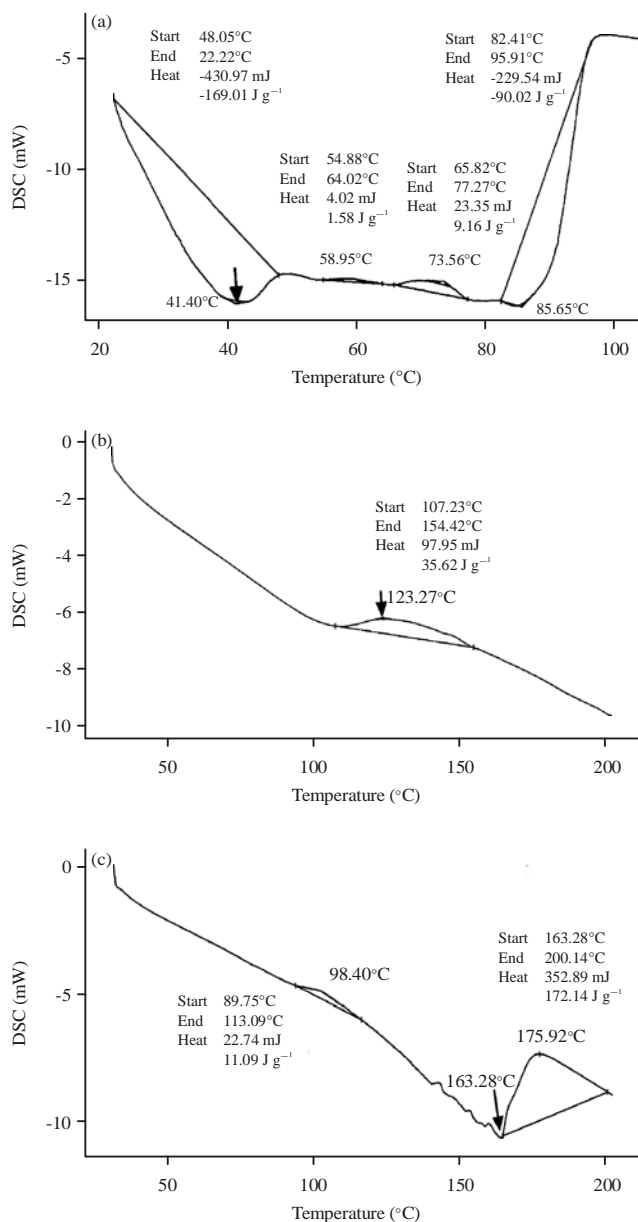 (a)
Start 48.05°C
End 22.22°C
Heat -430.97 mJ
-169.01 J g⁻¹
Start 82.41°C
End 95.91°C
Heat -229.54 mJ
-90.02 J g⁻¹
Start 54.88°C
End 64.02°C
Heat 4.02 mJ
1.58 J g⁻¹
Start 65.82°C
End 77.27°C
Heat 23.35 mJ
9.16 J g⁻¹
58.95°C
73.56°C
41.40°C
85.65°C
DSC (mW)
-5
-10
-15
20 40 60 80 100
Temperature (°C)
(b)
Start 107.23°C
End 154.42°C
Heat 97.95 mJ
35.62 J g⁻¹
123.27°C
DSC (mW)
0
-2
-4
-6
-8
-10
50 100 150 200
Temperature (°C)
(c)
Start 163.28°C
End 200.14°C
Heat 352.89 mJ
172.14 J g⁻¹
98.40°C
175.92°C
Start 89.75°C
End 113.09°C
Heat 22.74 mJ
11.09 J g⁻¹
163.28°C
DSC (mW)
0
-5
-10
50 100 150 200
Temperature (°C)